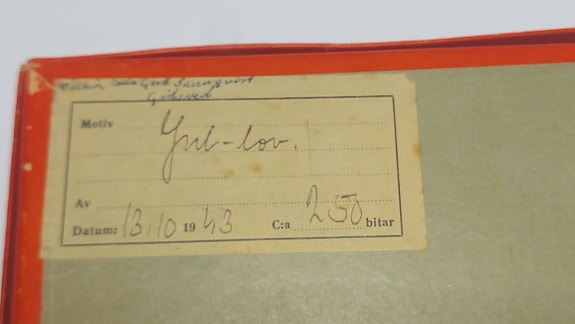 Motiv Jul-lov.
Av
Datum: 13.10 1943 C:a 250 bitar